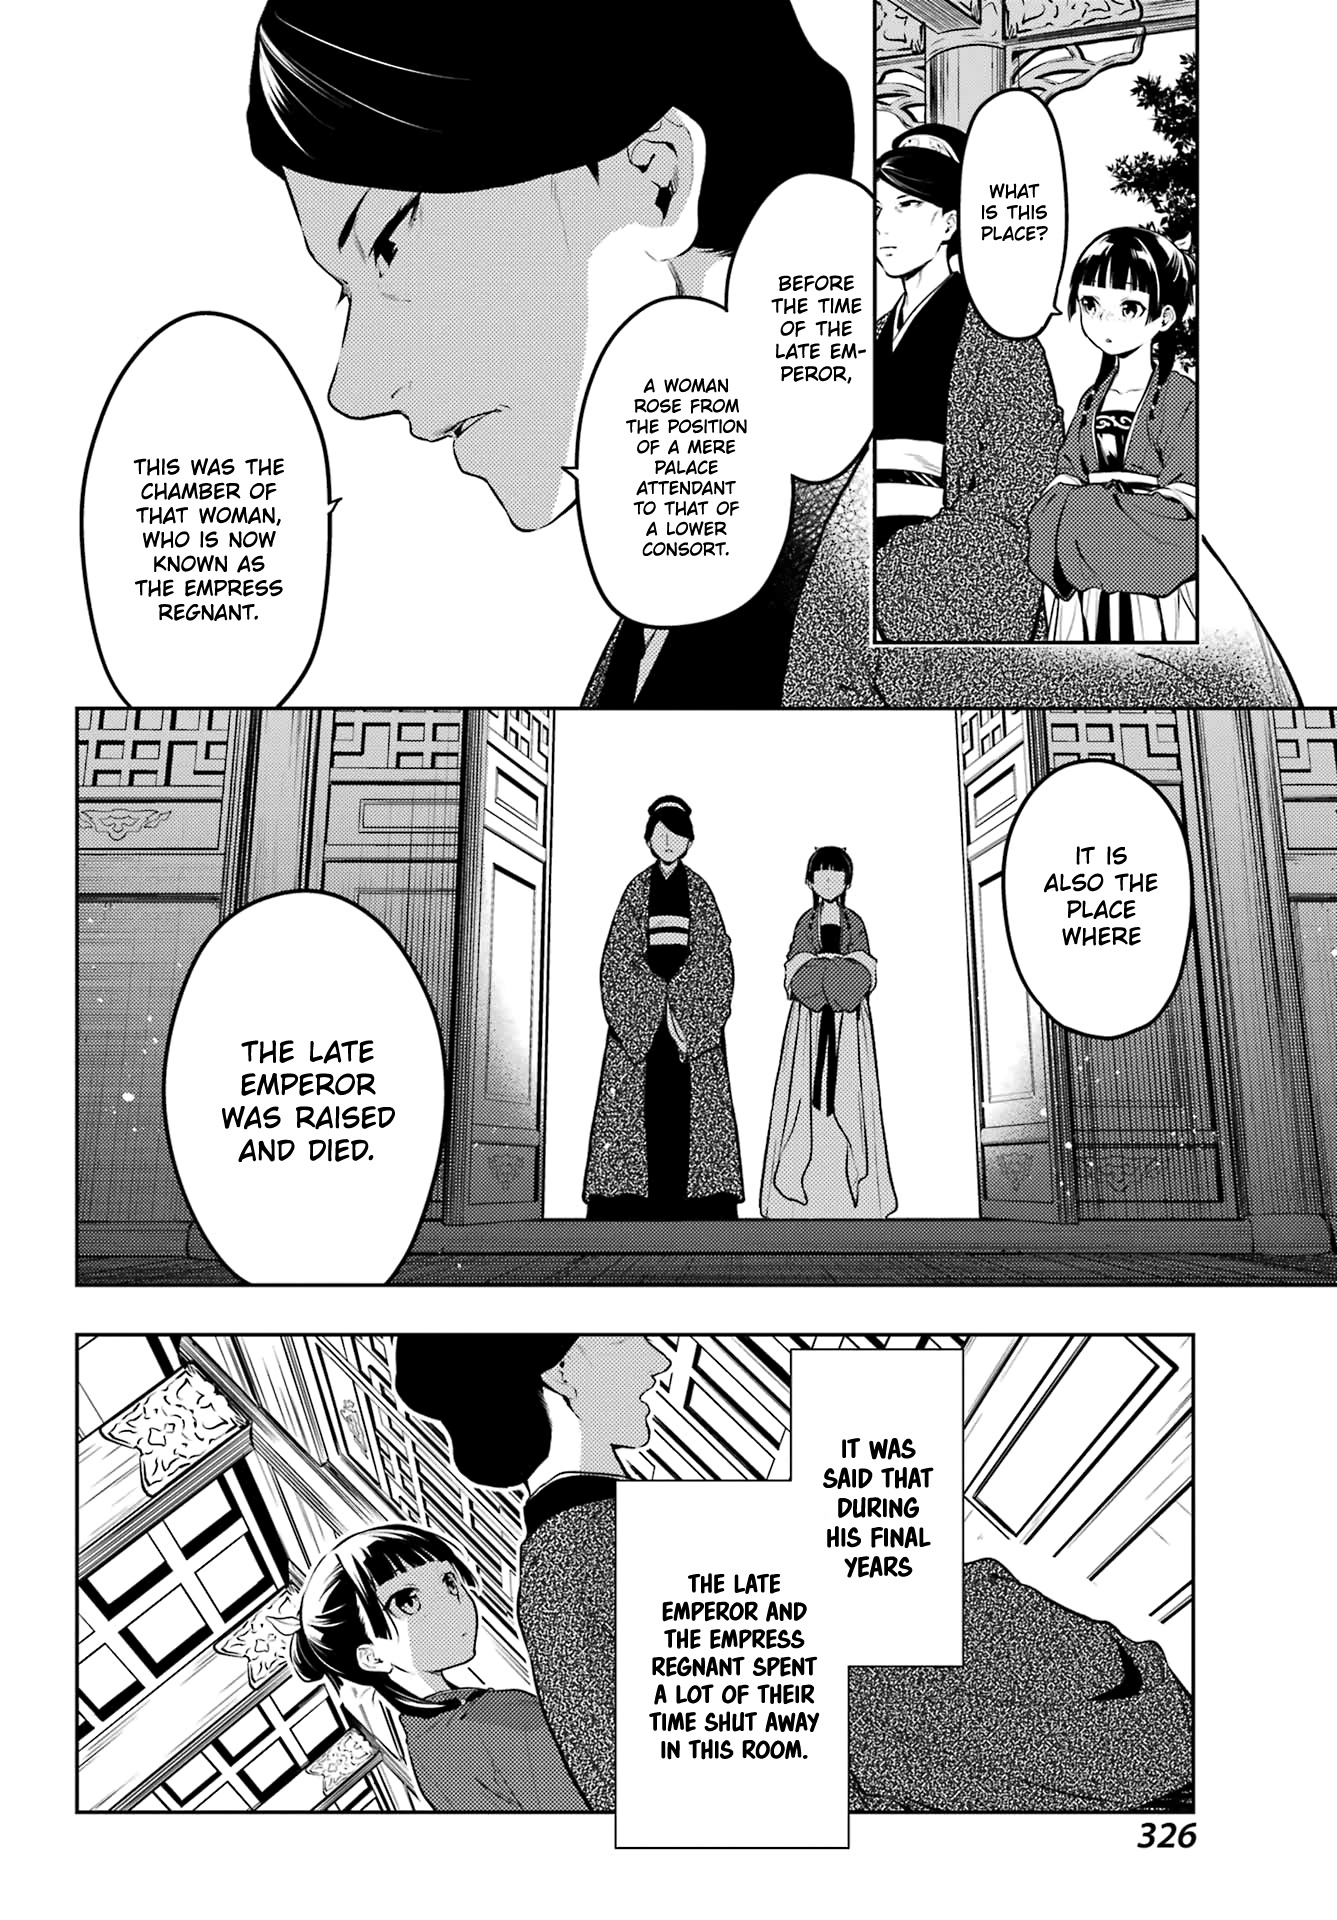 WHAT
IS THIS
PLACE?
BEFORE
THE TIME
OF THE
LATE EM-
PEROR,
A WOMAN
ROSE FROM
THE POSITION
OF A MERE
PALACE
ATTENDANT
TO THAT OF
A LOWER
CONSORT.
THIS WAS THE
CHAMBER OF
THAT WOMAN,
WHO IS NOW
KNOWN AS
THE EMPRESS
REGNANT.
IT IS
ALSO THE
PLACE
WHERE
THE LATE
EMPEROR
WAS RAISED
AND DIED.
IT WAS
SAID THAT
DURING
HIS FINAL
YEARS
THE LATE
EMPEROR AND
THE EMPRESS
REGNANT SPENT
A LOT OF THEIR
TIME SHUT AWAY
IN THIS ROOM.
326